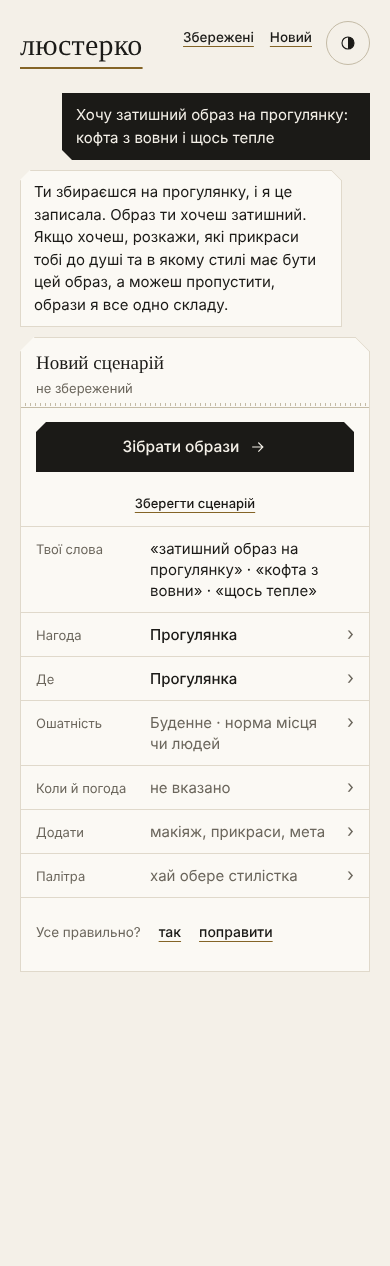 люстерко
Збережені
Новий
Хочу затишний образ на прогулянку:
кофта з вовни і щось тепле
Ти збираєшся на прогулянку, і я це
записала. Образ ти хочеш затишний.
Якщо хочеш, розкажи, які прикраси
тобі до душі та в якому стилі має бути
цей образ, а можеш пропустити,
образи я все одно складу.
Новий сценарій
не збережений
Зібрати образи →
Зберегти сценарій
Твої слова
«затишний образ на
прогулянку» · «кофта з
вовни» · «щось тепле»
Нагода
Прогулянка
Де
Прогулянка
Ошатність
Буденне · норма місця
чи людей
Коли й погода
не вказано
Додати
макіяж, прикраси, мета
Палітра
хай обере стилістка
Усе правильно?
так
поправити